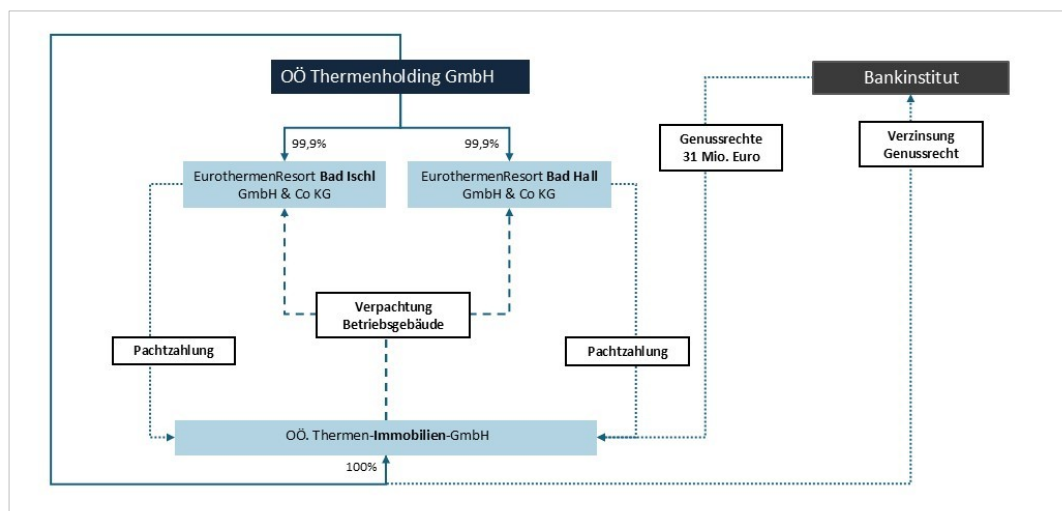 OÖ Thermenholding GmbH
Bankinstitut
99,9%
99,9%
Genussrechte
31 Mio. Euro
Verzinsung
Genussrecht
EurothermenResort Bad Ischl
GmbH & Co KG
EurothermenResort Bad Hall
GmbH & Co KG
Verpachtung
Betriebsgebäude
Pachtzahlung
Pachtzahlung
OÖ. Thermen-Immobilien-GmbH
100%